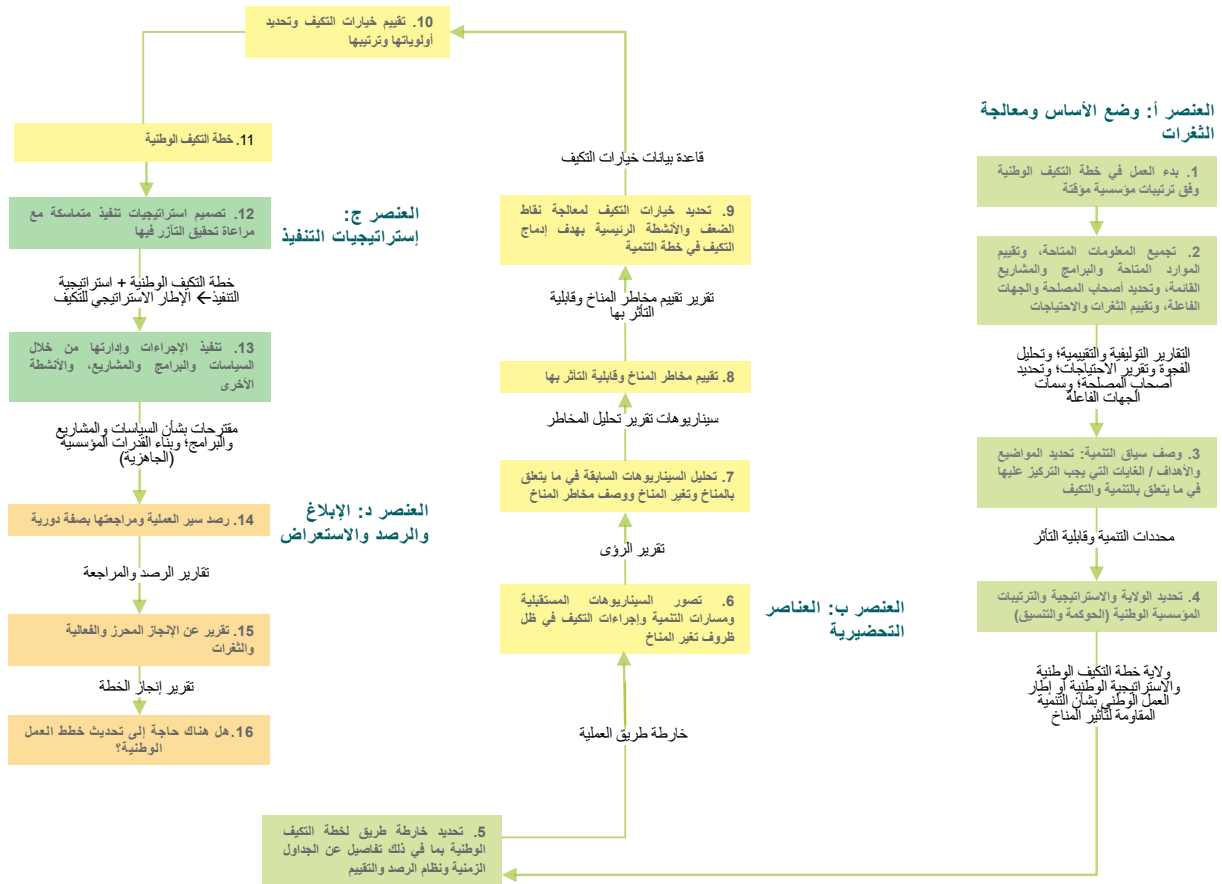 العنصر أ: وضع الأساس ومعالجة
الثغرات
1. بدء العمل في خطة التكيف الوطنية
وفق ترتيبات مؤسسية مؤقتة
2. تجميع المعلومات المتاحة، وتقييم
الموارد المتاحة والبرامج والمشاريع
القائمة، وتحديد أصحاب المصلحة والجهات
الفاعلة، وتقييم الثغرات والاحتياجات
التقارير التوليفية والتقييمية؛ وتحليل
الفجوة وتقرير الاحتياجات؛ وتحديد
أصحاب المصلحة؛ وسمات
الجهات الفاعلة
3. وصف سياق التنمية: تحديد المواضيع
والأهداف / الغايات التي يجب التركيز عليها
في ما يتعلق بالتنمية والتكيف
محددات التنمية وقابلية التأثر
4. تحديد الولاية والاستراتيجية والترتيبات
المؤسسية الوطنية (الحوكمة والتنسيق)
ولاية خطة التكيف الوطنية
والاستراتيجية الوطنية أو إطار
العمل الوطني بشأن التنمية
المقاومة لتأثير المناخ
5. تحديد خارطة طريق لخطة التكيف
الوطنية بما في ذلك تفاصيل عن الجداول
الزمنية ونظام الرصد والتقييم
خارطة طريق العملية
العنصر ب: العناصر
التحضيرية
6. تصور السيناريوهات المستقبلية
ومسارات التنمية وإجراءات التكيف في ظل
ظروف تغير المناخ
تقرير الرؤى
7. تحليل السيناريوهات السابقة في ما يتعلق
بالمناخ وتغير المناخ ووصف مخاطر المناخ
سيناريوهات تقرير تحليل المخاطر
8. تقييم مخاطر المناخ وقابلية التأثر بها
تقرير تقييم مخاطر المناخ وقابلية
التأثر بها
9. تحديد خيارات التكيف لمعالجة نقاط
الضعف والأنشطة الرئيسية بهدف إدماج
التكيف في خطة التنمية
قاعدة بيانات خيارات التكيف
10. تقييم خيارات التكيف وتحديد
أولوياتها وترتيبها
11. خطة التكيف الوطنية
العنصر ج:
إستراتيجيات التنفيذ
12. تصميم استراتيجيات تنفيذ متماسكة مع
مراعاة تحقيق التآزر فيها
خطة التكيف الوطنية + استراتيجية
التنفيذ← الإطار الاستراتيجي للتكيف
13. تنفيذ الإجراءات وإدارتها من خلال
السياسات والبرامج والمشاريع، والأنشطة
الأخرى
مقترحات بشأن السياسات والمشاريع
والبرامج؛ وبناء القدرات المؤسسية
(الجاهزية)
العنصر د: الإبلاغ
والرصد والاستعراض
14. رصد سير العملية ومراجعتها بصفة دورية
تقارير الرصد والمراجعة
15. تقرير عن الإنجاز المحرز والفعالية
والثغرات
تقرير إنجاز الخطة
16. هل هناك حاجة إلى تحديث خطط العمل
الوطنية؟